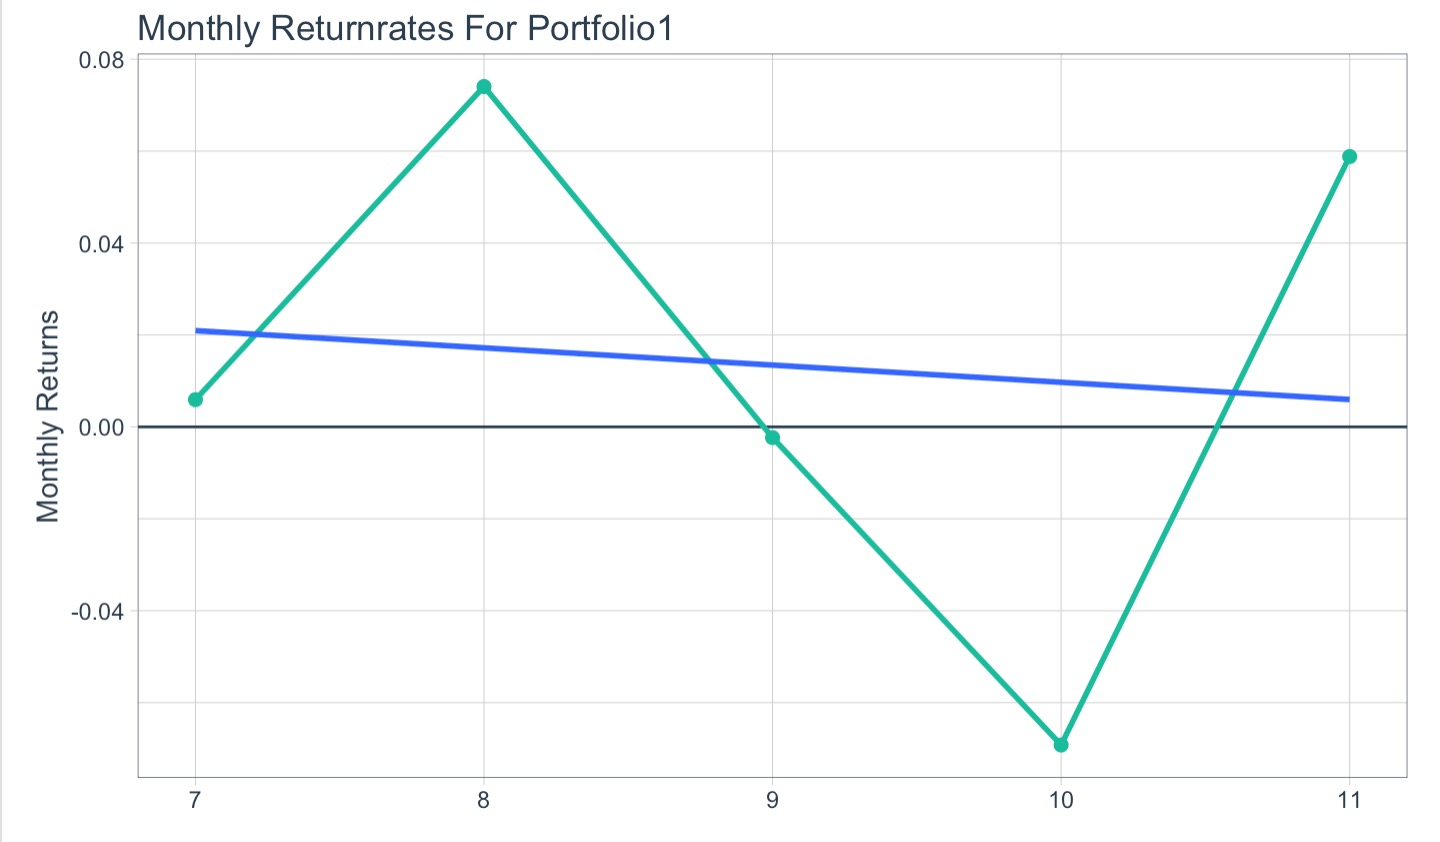 Monthly Returnrates For Portfolio1
0.08
0.04
0.00
-0.04
Monthly Returns
7 8 9 10 11